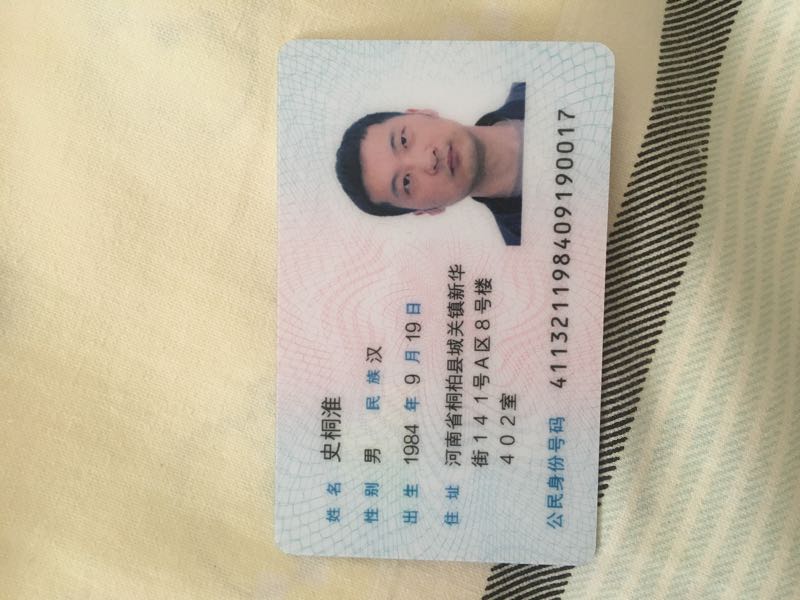 姓名 史桐淮
性别 男 民族 汉
出生 1984 年 9 月 19 日
住址 河南省桐柏县城关镇新华
街141号A区8号楼
402室
公民身份号码 411321198409190017